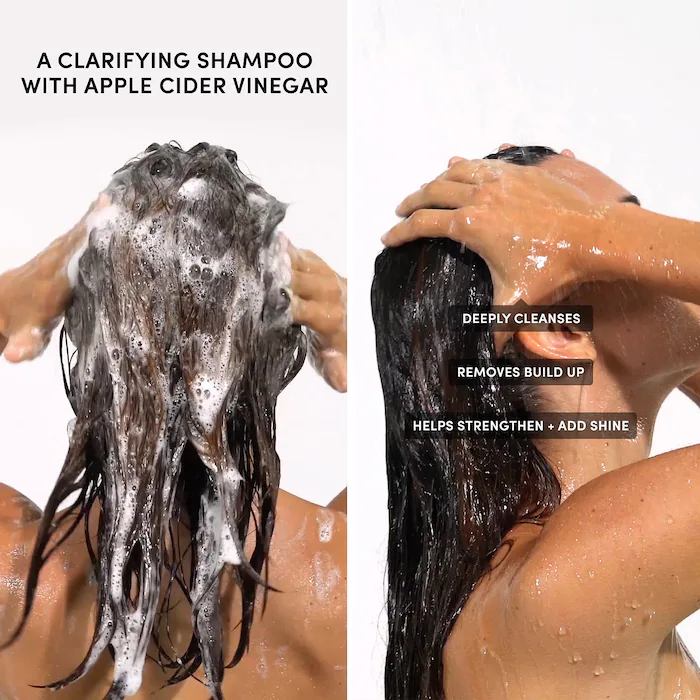 A CLARIFYING SHAMPOO
WITH APPLE CIDER VINEGAR
DEEPLY CLEANSES
REMOVES BUILD UP
HELPS STRENGTHEN + ADD SHINE